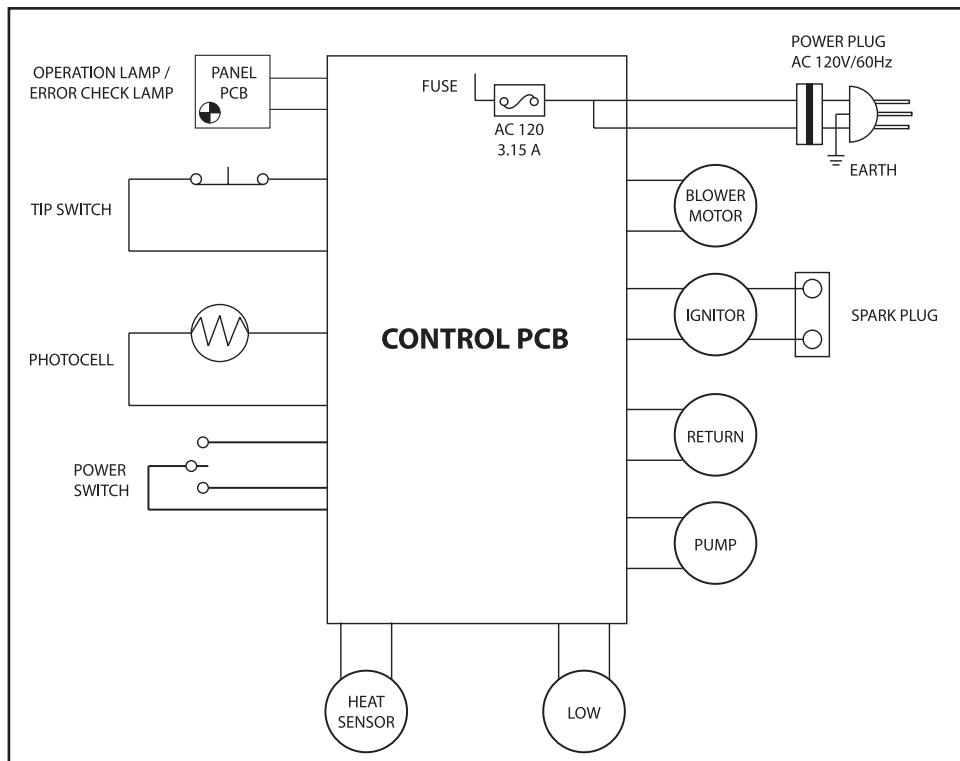 OPERATION LAMP /
ERROR CHECK LAMP
PANEL
PCB
FUSE
AC 120
3.15 A
POWER PLUG
AC 120V/60Hz
EARTH
TIP SWITCH
BLOWER
MOTOR
IGNITOR
SPARK PLUG
CONTROL PCB
PHOTOCELL
RETURN
POWER
SWITCH
PUMP
HEAT
SENSOR
LOW